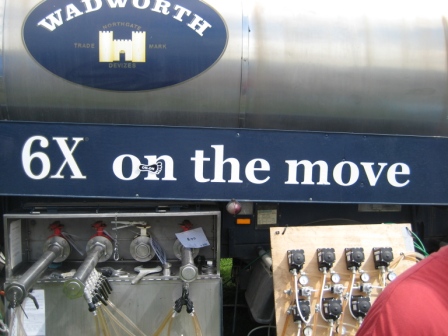 WADWORTH
NORTHGATE
TRADE MARK
DEVIZES
6X on the move